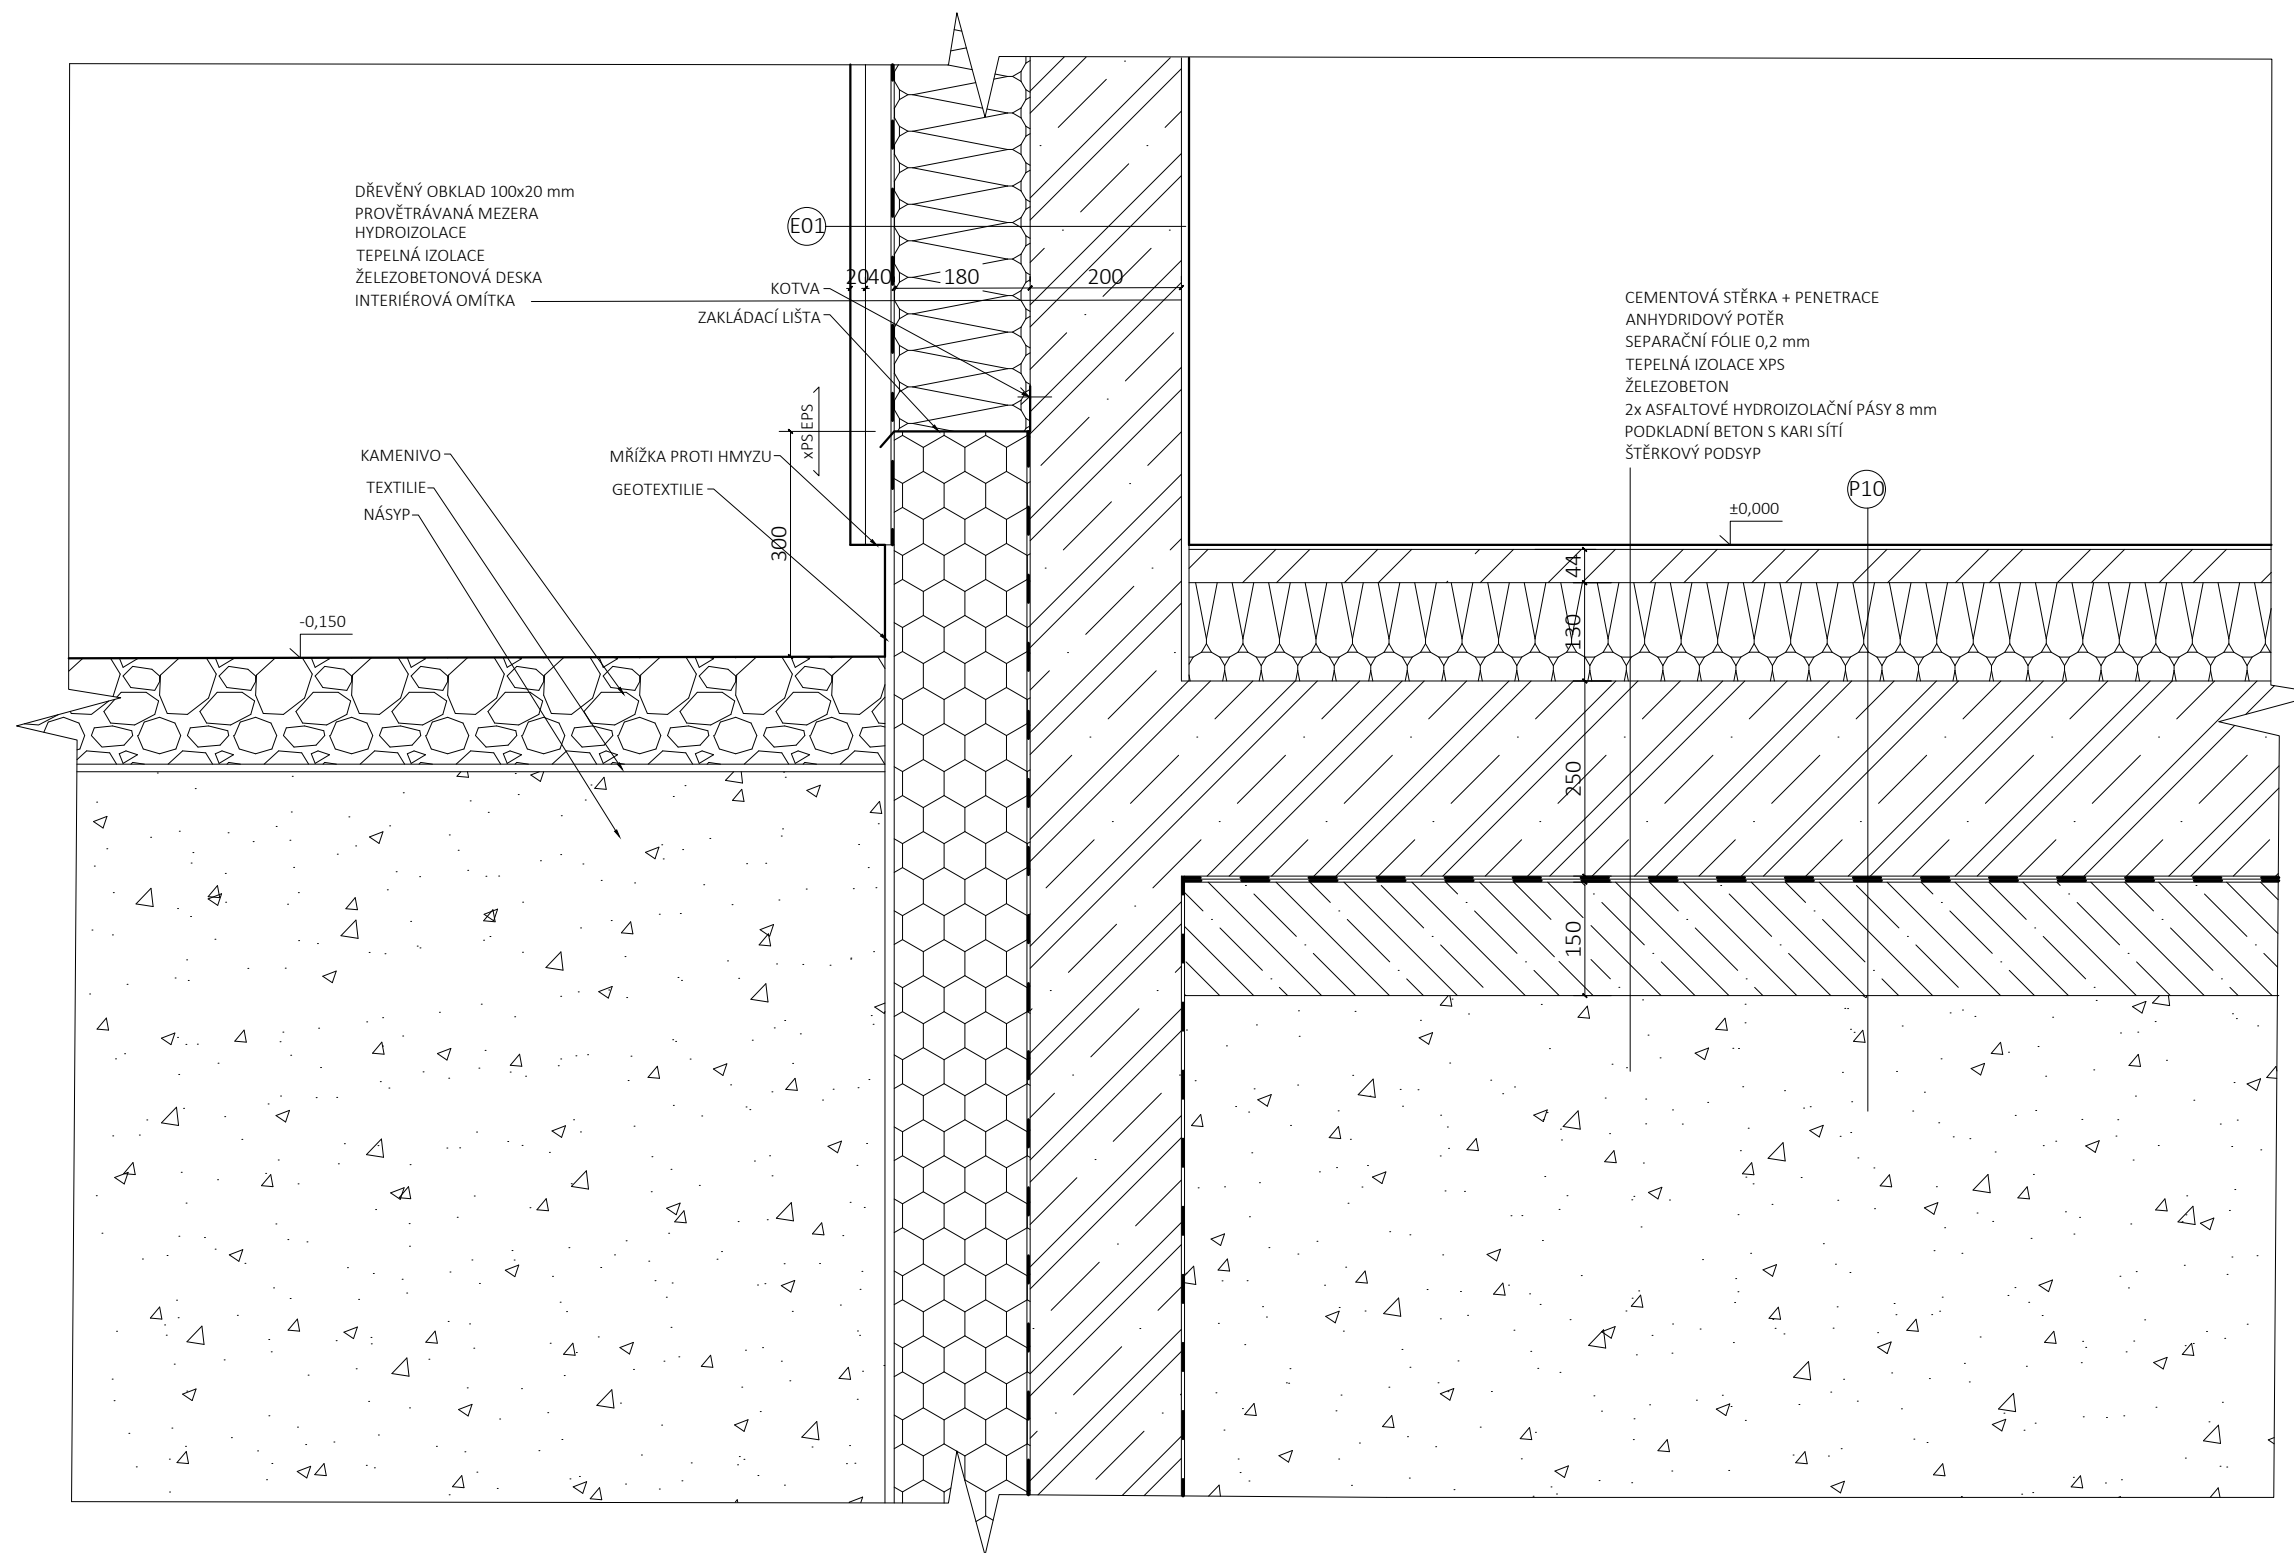 DŘEVĚNÝ OBKLAD 100x20 mm
PROVĚTRÁVANÁ MEZERA
HYDROIZOLACE
TEPELNÁ IZOLACE
ŽELEZOBETONOVÁ DESKA
INTERIÉROVÁ OMÍTKA
E01
20
40
180
200
KOTVA
ZAKLÁDACÍ LIŠTA
xPS EPS
300
KAMENIVO
TEXTILIE
NÁSYP
MŘÍŽKA PROTI HMYZU
GEOTEXTILIE
-0,150
CEMENTOVÁ STĚRKA + PENETRACE
ANHYDRIDOVÝ POTĚR
SEPARAČNÍ FÓLIE 0,2 mm
TEPELNÁ IZOLACE XPS
ŽELEZOBETON
2x ASFALTOVÉ HYDROIZOLAČNÍ PÁSY 8 mm
PODKLADNÍ BETON S KARI SÍTÍ
ŠTĚRKOVÝ PODSYP
P10
±0,000
44
130
250
150